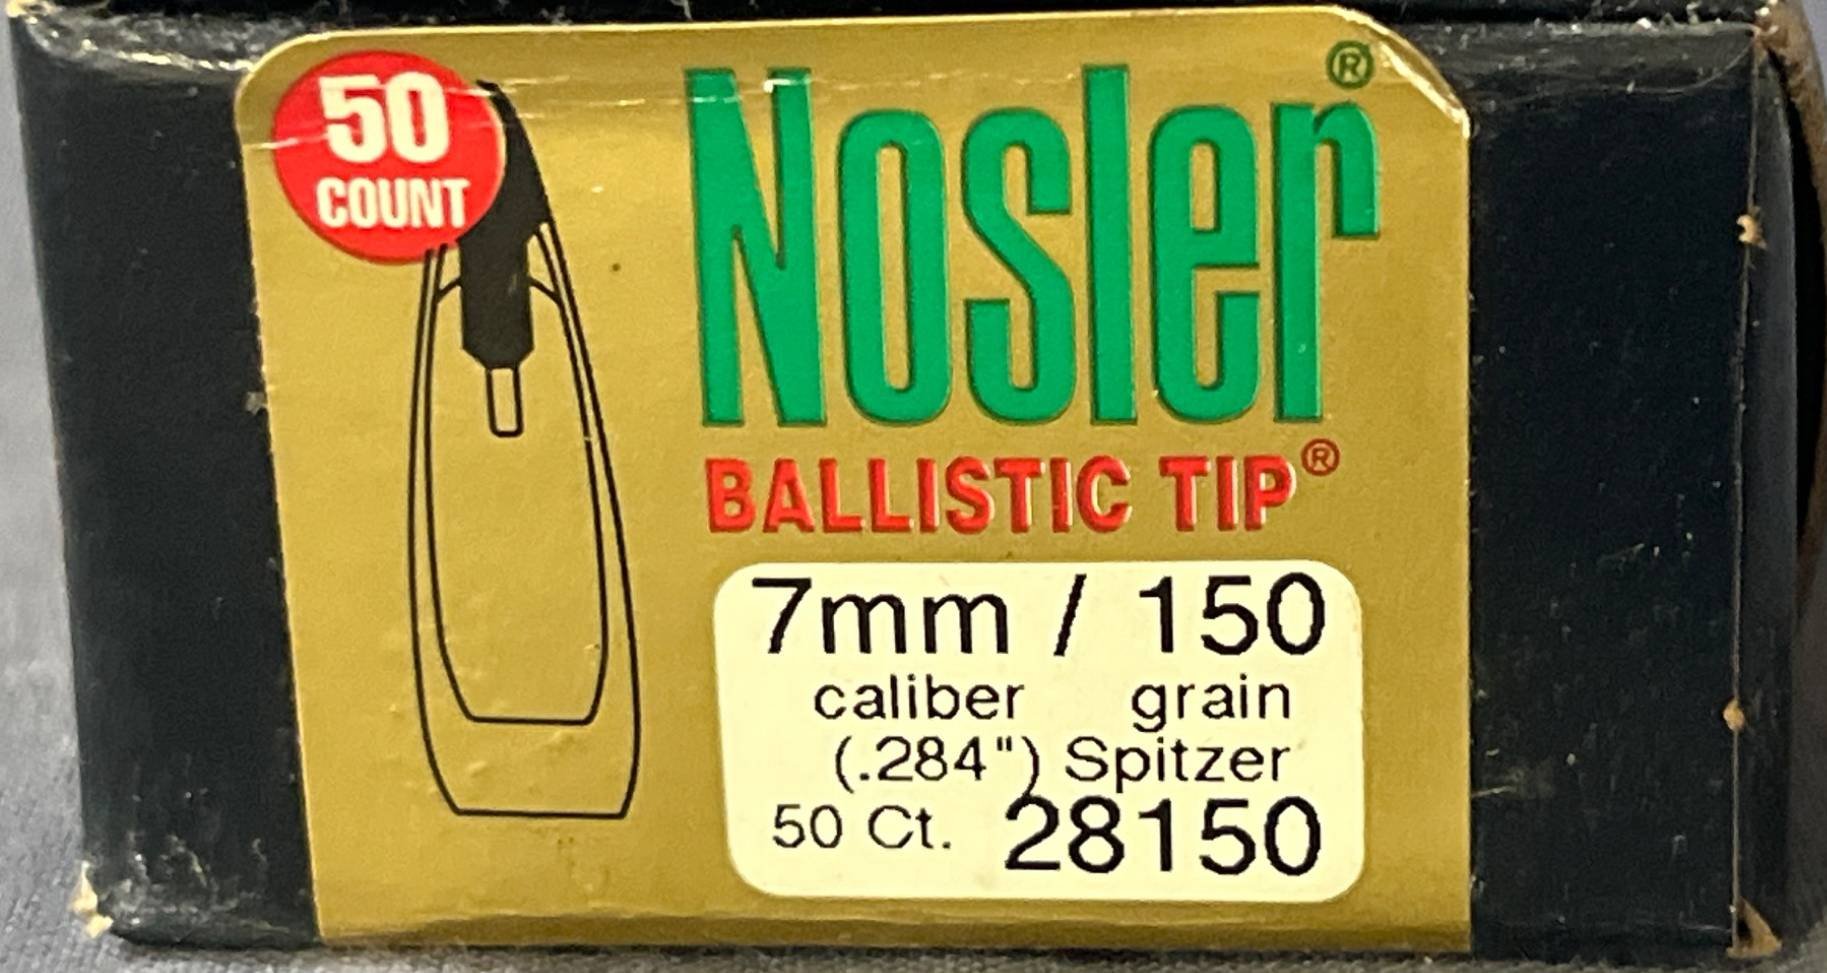 50
COUNT
Nosler®
BALLISTIC TIP®
7mm / 150
caliber grain
(.284") Spitzer
50 Ct. 28150